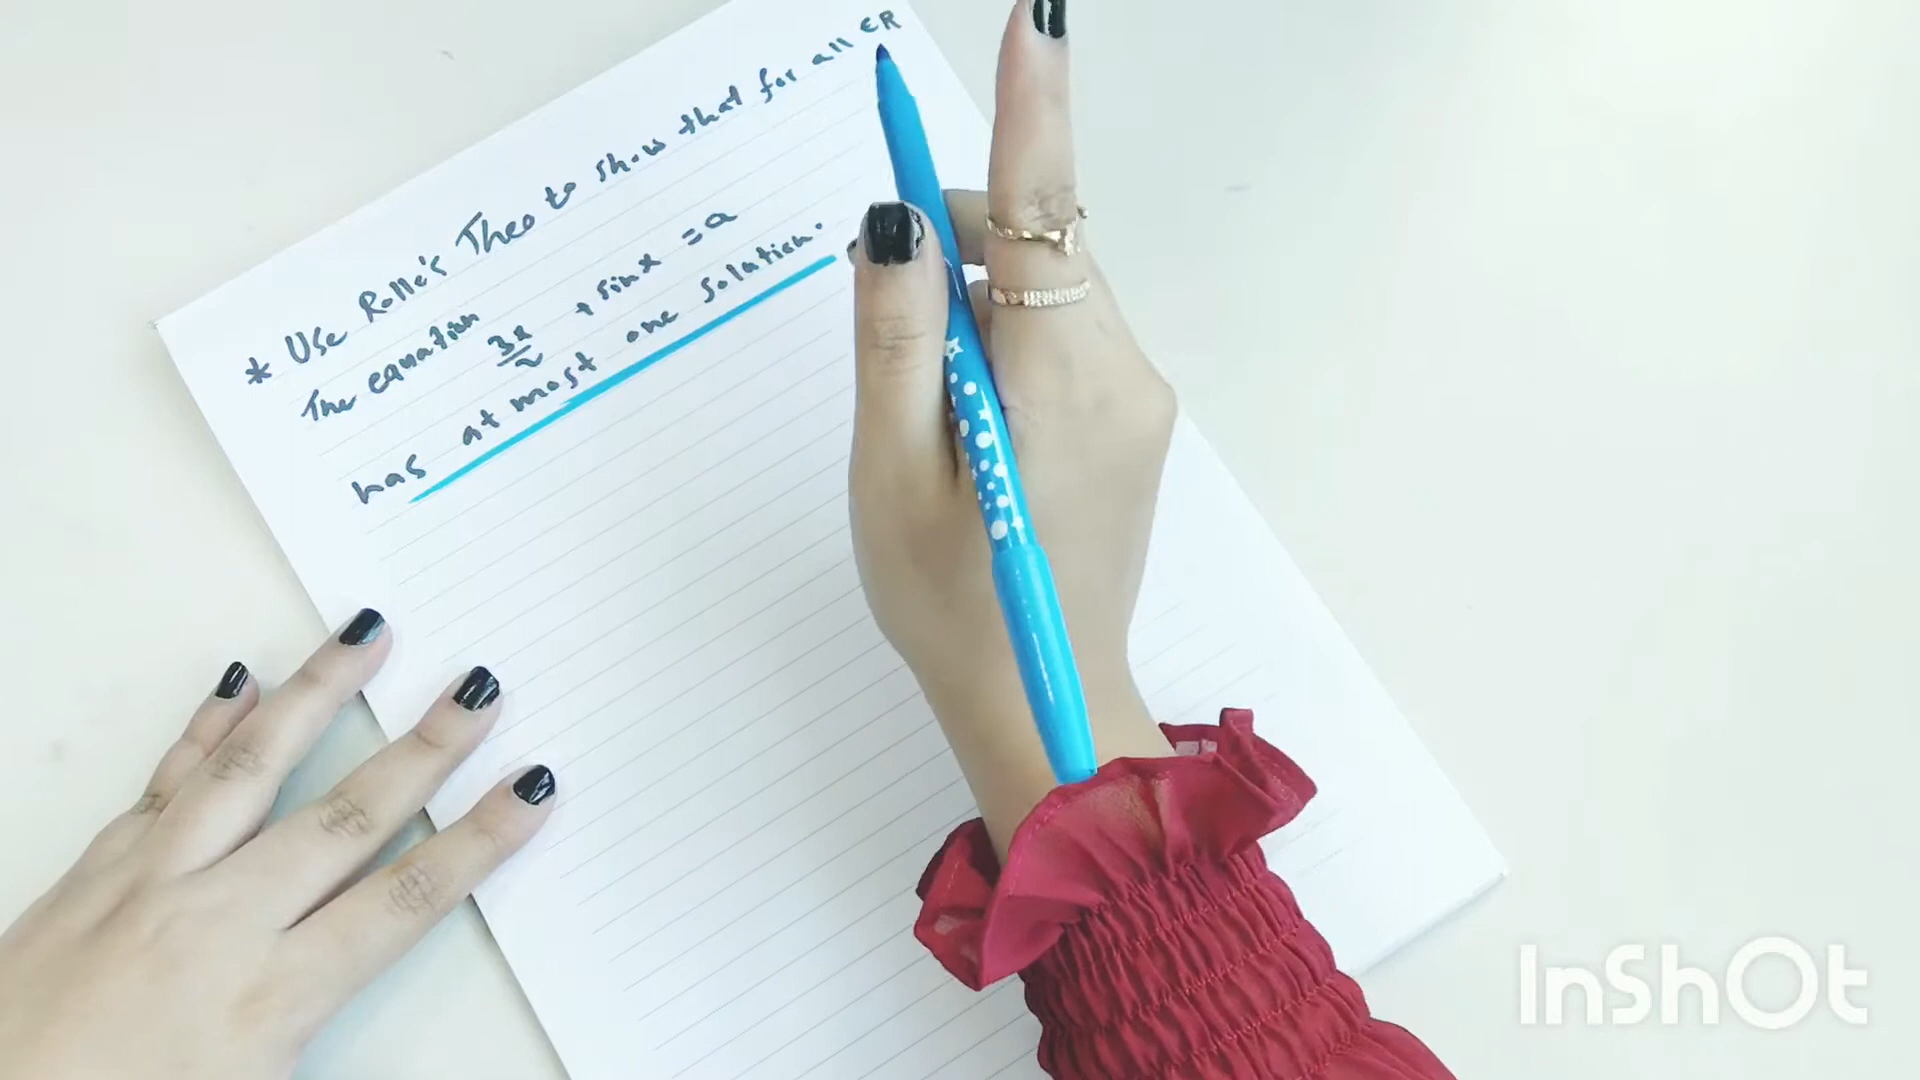 * Use Rolle's Theo to show that for all ∈R
The equation 3x/2 + sinx = a
has at most one solution.
InShOt